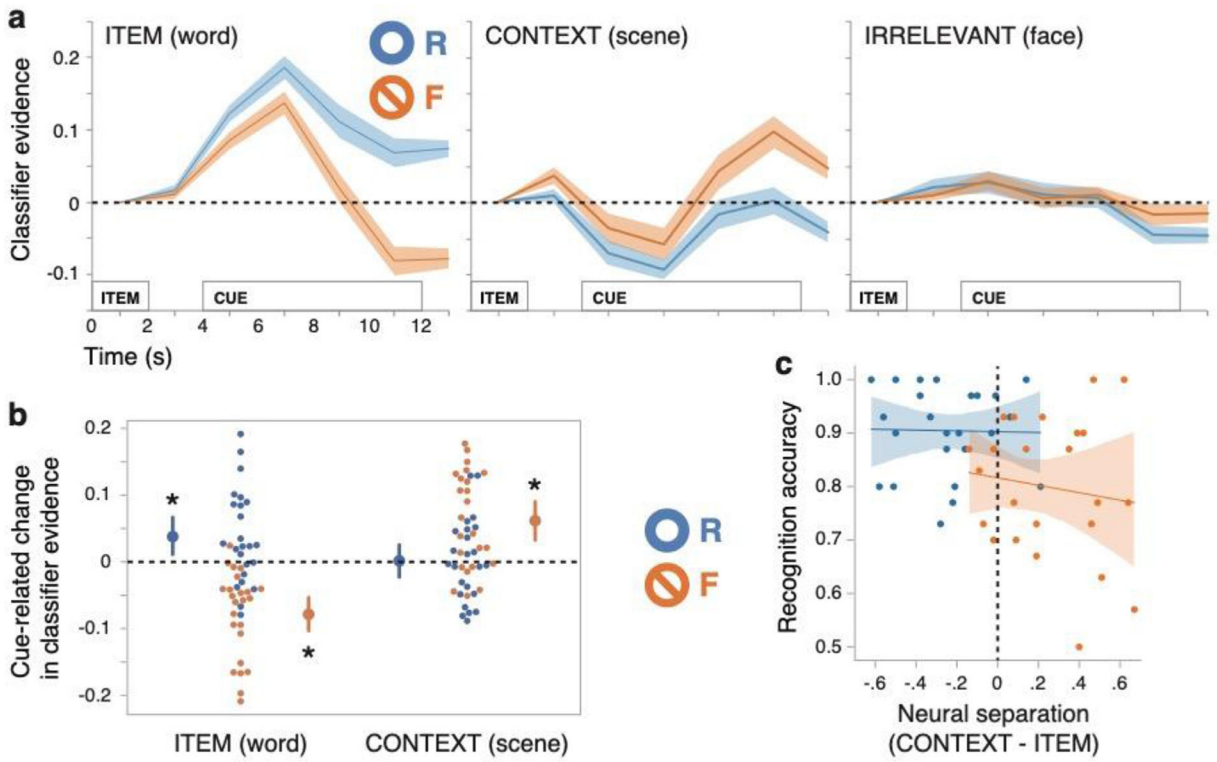 a
ITEM (word)
R
F
CONTEXT (scene)
IRRELEVANT (face)
Classifier evidence
0.2
0.1
0
-0.1
ITEM
CUE
ITEM
CUE
ITEM
CUE
0 2 4 6 8 10 12
Time (s)
b
Cue-related change
in classifier evidence
0.2
0.1
0
-0.1
-0.2
*
*
*
ITEM (word)
CONTEXT (scene)
R
F
c
Recognition accuracy
1.0
0.9
0.8
0.7
0.6
0.5
-.6 -.4 -.2 0 .2 .4 .6
Neural separation
(CONTEXT - ITEM)